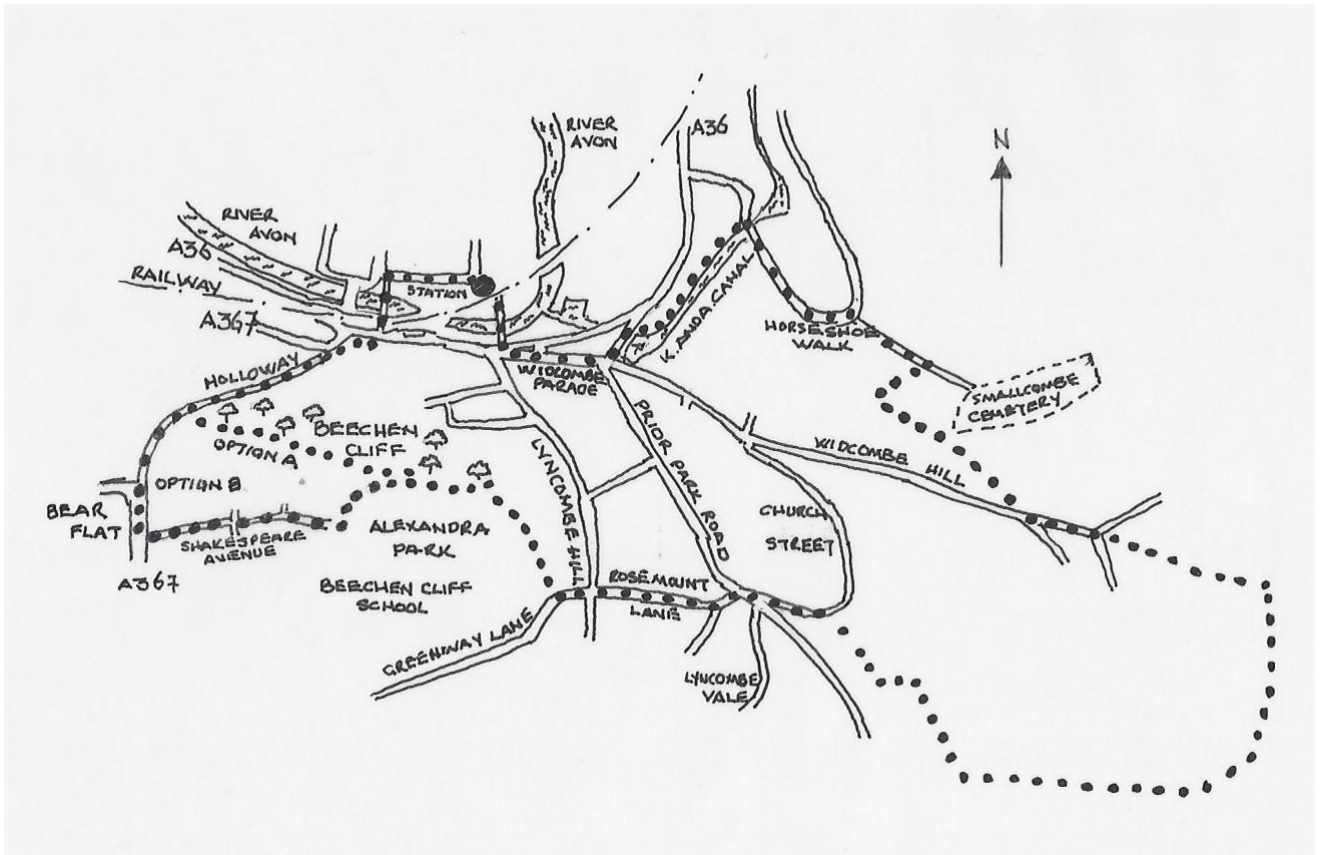 RIVER
AVON
A36
N
RIVER
AVON
A36
RAILWAY
STATION
A367
K. AND A. CANAL
HORSESHOE
WALK
HOLLOWAY
WIDCOMBE
PARADE
SMALLCOMBE
CEMETERY
BEECHEN
CLIFF
OPTION A
LYNCOMBE HILL
PRIOR PARK ROAD
WIDCOMBE HILL
OPTION B
BEAR
FLAT
SHAKESPEARE
AVENUE
ALEXANDRA
PARK
CHURCH
STREET
A367
BEECHEN CLIFF
SCHOOL
ROSEMOUNT
LANE
GREENWAY LANE
LYNCOMBE
VALE